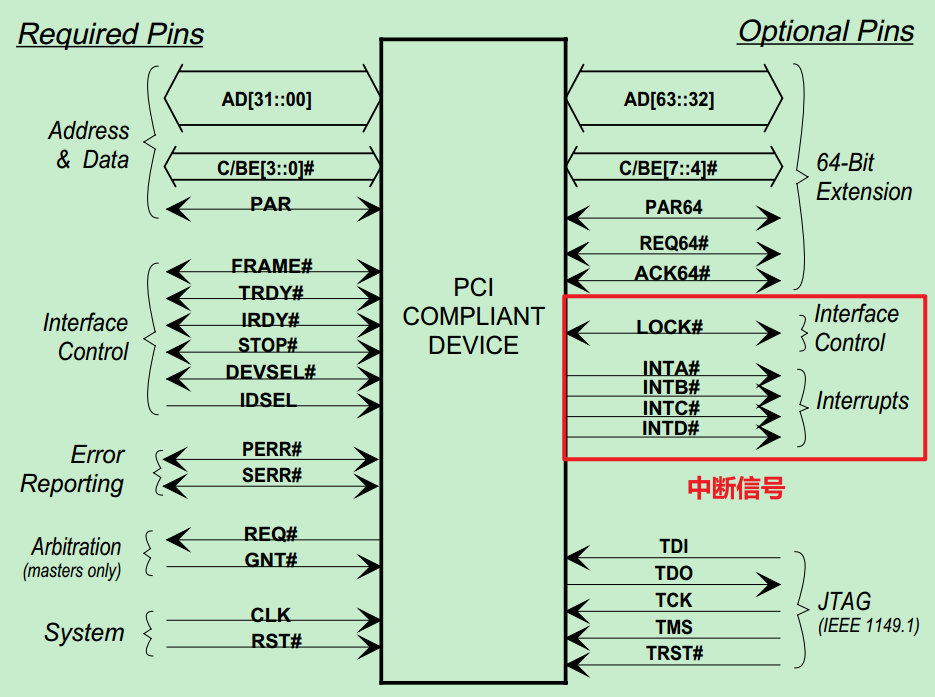 Required Pins
Optional Pins
Address
& Data
AD[31::00]
C/BE[3::0]#
PAR
Interface
Control
FRAME#
TRDY#
IRDY#
STOP#
DEVSEL#
IDSEL
Error
Reporting
PERR#
SERR#
Arbitration
(masters only)
REQ#
GNT#
System
CLK
RST#
PCI
COMPLIANT
DEVICE
AD[63::32]
C/BE[7::4]#
PAR64
REQ64#
ACK64#
64-Bit
Extension
LOCK#
Interface
Control
INTA#
INTB#
INTC#
INTD#
Interrupts
中断信号
TDI
TDO
TCK
TMS
TRST#
JTAG
(IEEE 1149.1)